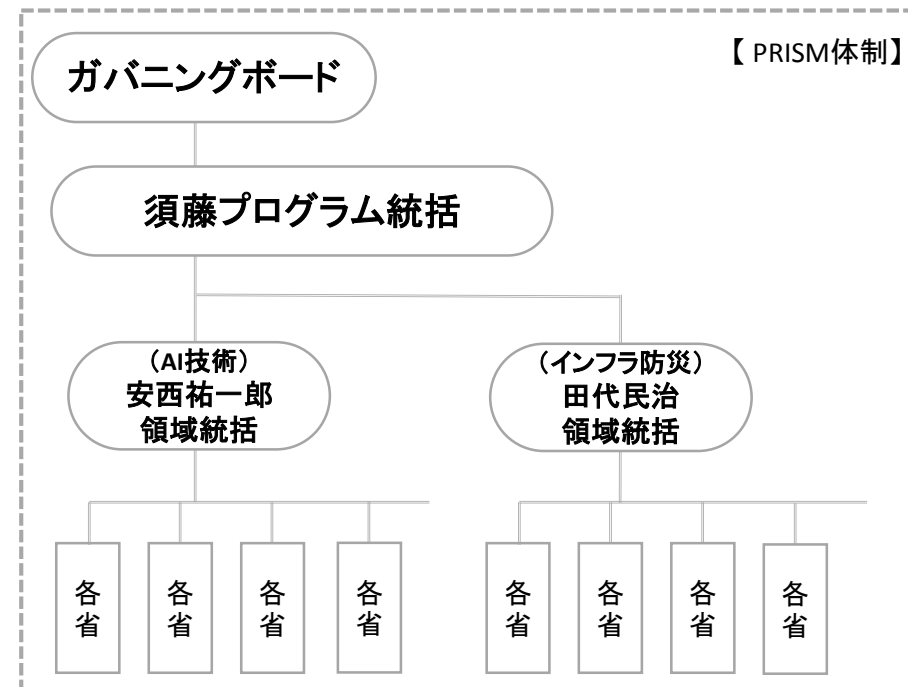 【 PRISM体制】
ガバニングボード
須藤プログラム統括
（AI技術）
安西祐一郎
領域統括
（インフラ防災）
田代民治
領域統括
各省
各省
各省
各省
各省
各省
各省
各省